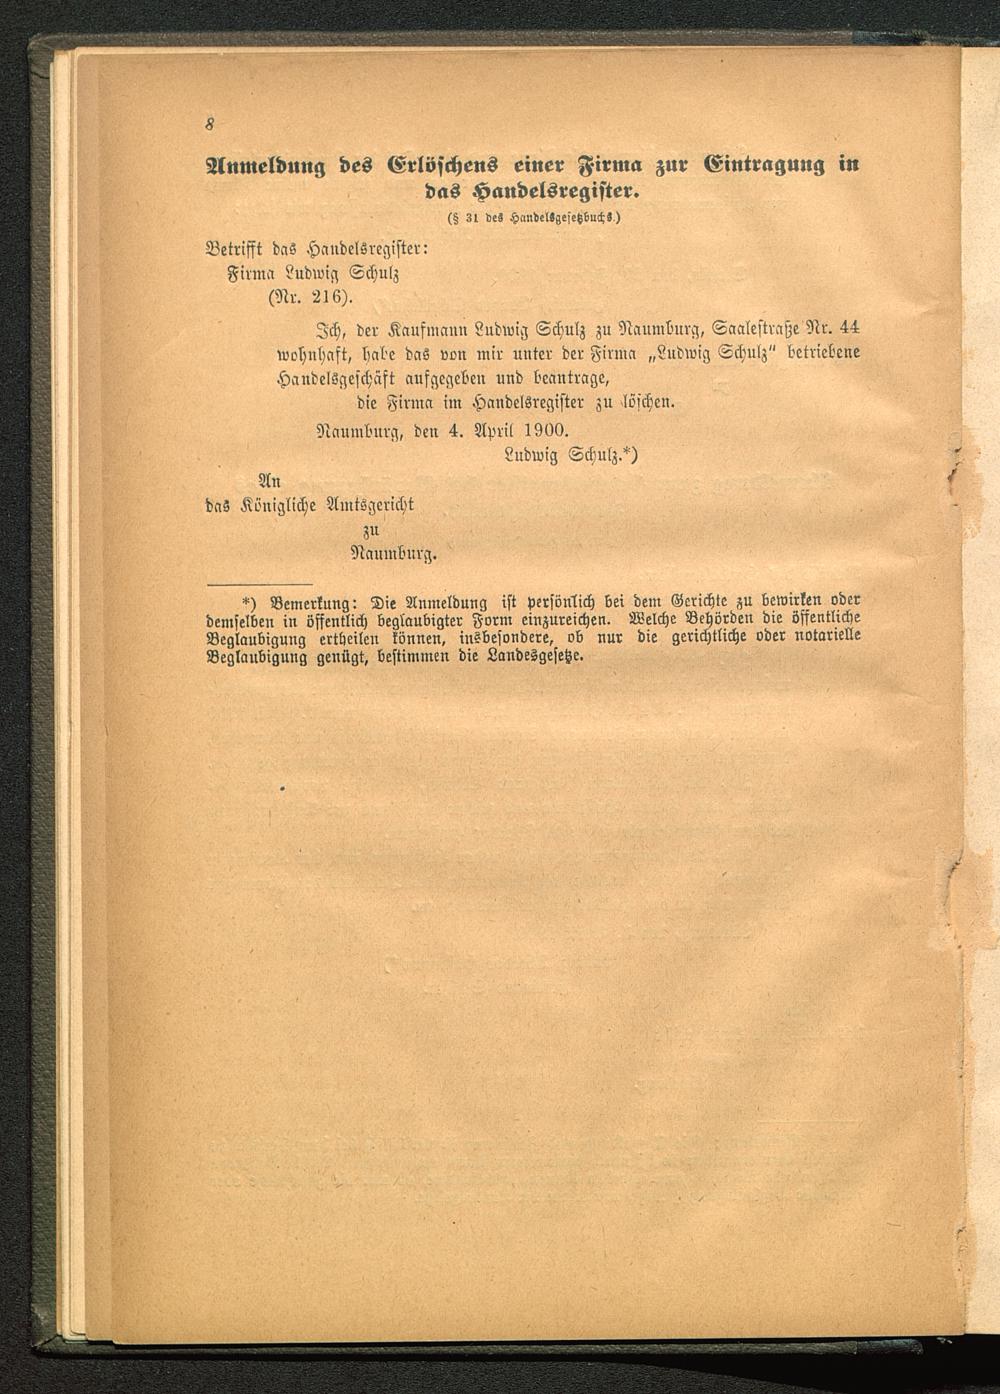 8
Anmeldung des Erlöschens einer Firma zur Eintragung in
das Handelsregister.
(§ 31 des Handelsgesetzbuchs.)
Betrifft das Handelsregister:
Firma Ludwig Schulz
(Nr. 216).
Ich, der Kaufmann Ludwig Schulz zu Naumburg, Saalestraße Nr. 44
wohnhaft, habe das von mir unter der Firma „Ludwig Schulz" betriebene
Handelsgeschäft aufgegeben und beantrage,
die Firma im Handelsregister zu löschen.
Naumburg, den 4. April 1900.
Ludwig Schulz.*)
An
das Königliche Amtsgericht
zu
Naumburg.
*) Bemerkung: Die Anmeldung ist persönlich bei dem Gerichte zu bewirken oder
demselben in öffentlich beglaubigter Form einzureichen. Welche Behörden die öffentliche
Beglaubigung ertheilen können, insbesondere, ob nur die gerichtliche oder notarielle
Beglaubigung genügt, bestimmen die Landesgesetze.